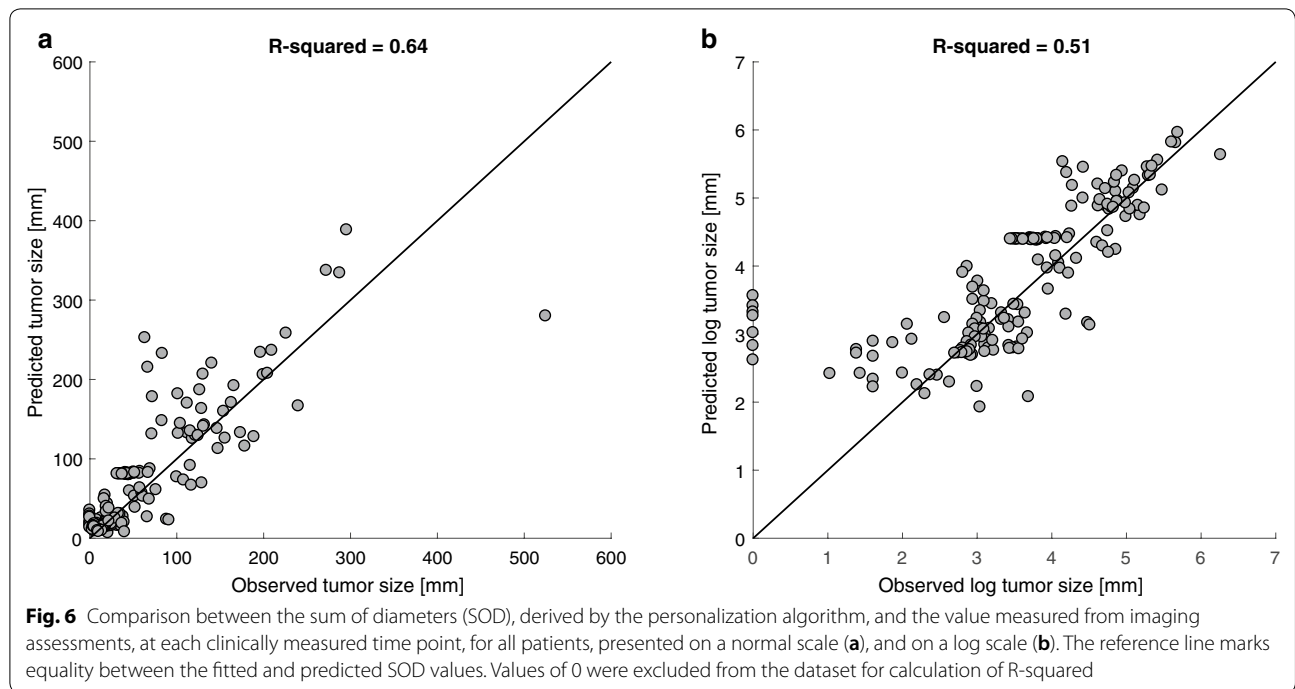 a
R-squared = 0.64
600
500
400
300
200
100
0
Predicted tumor size [mm]
0 100 200 300 400 500 600
Observed tumor size [mm]
b
R-squared = 0.51
7
6
5
4
3
2
1
0
Predicted log tumor size [mm]
0 1 2 3 4 5 6 7
Observed log tumor size [mm]
Fig. 6 Comparison between the sum of diameters (SOD), derived by the personalization algorithm, and the value measured from imaging
assessments, at each clinically measured time point, for all patients, presented on a normal scale (a), and on a log scale (b). The reference line marks
equality between the fitted and predicted SOD values. Values of 0 were excluded from the dataset for calculation of R-squared